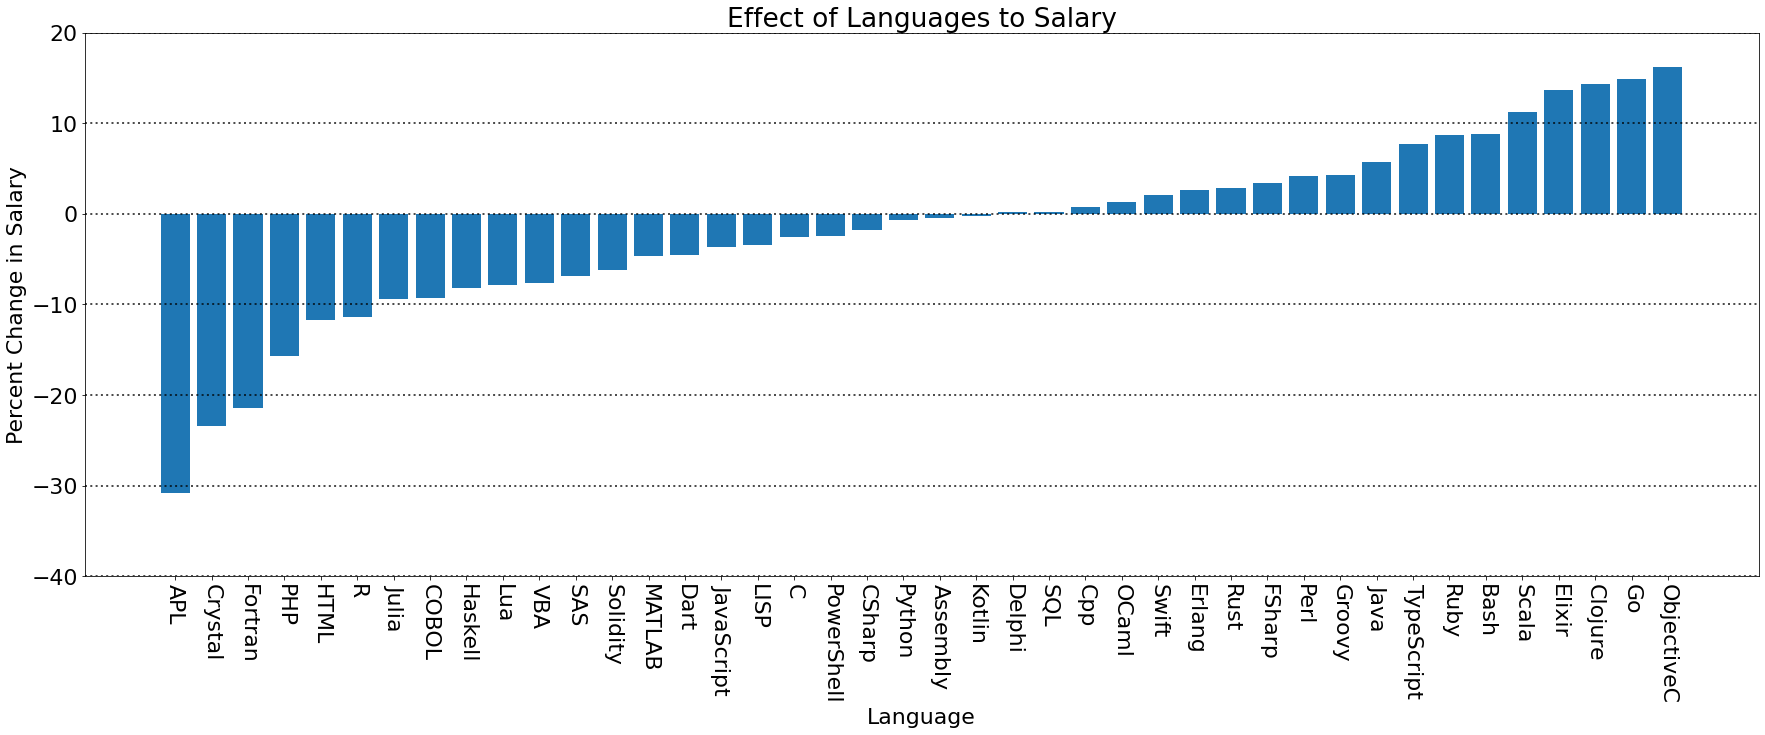 Effect of Languages to Salary
20
10
0
−10
−20
−30
−40
Percent Change in Salary
APL
Crystal
Fortran
PHP
HTML
R
Julia
COBOL
Haskell
Lua
VBA
SAS
Solidity
MATLAB
Dart
JavaScript
LISP
C
PowerShell
CSharp
Python
Assembly
Kotlin
Delphi
SQL
Cpp
OCaml
Swift
Erlang
Rust
FSharp
Perl
Groovy
Java
TypeScript
Ruby
Bash
Scala
Elixir
Clojure
Go
ObjectiveC
Language